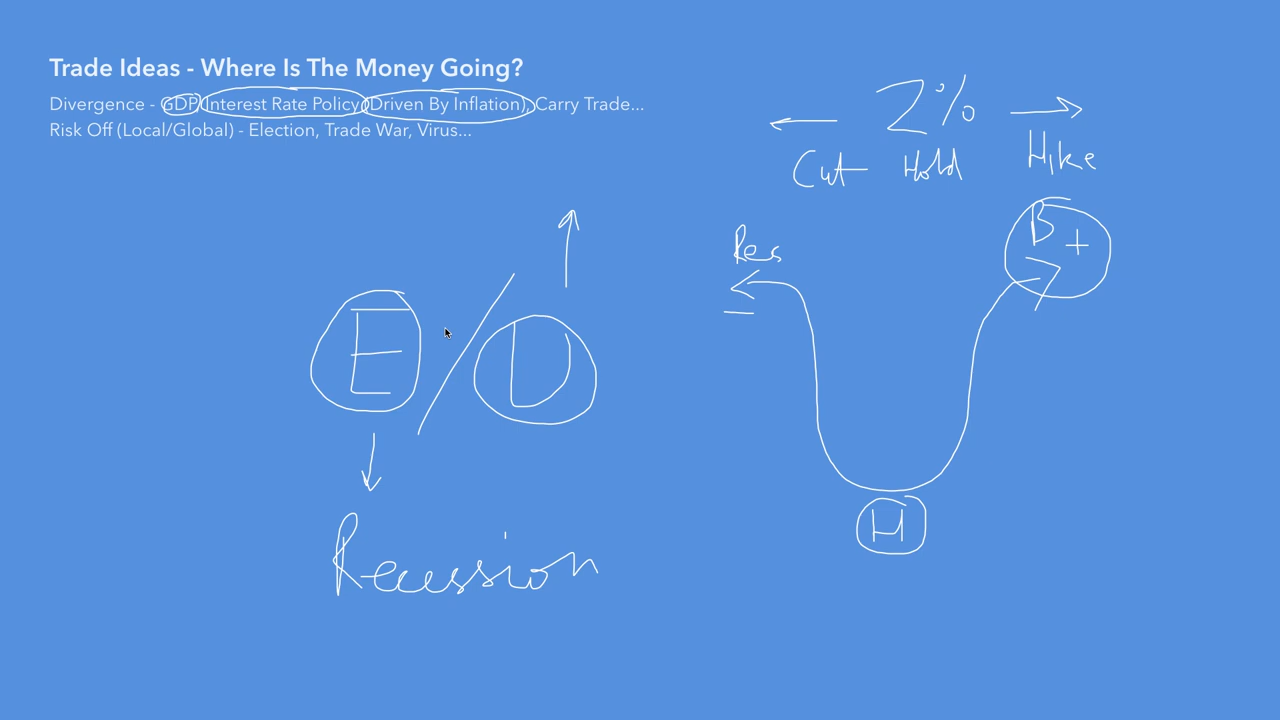 Trade Ideas - Where Is The Money Going?
Divergence - GDP, Interest Rate Policy (Driven By Inflation), Carry Trade...
Risk Off (Local/Global) - Election, Trade War, Virus...
2%
Cut Hold Hike
Res
B +
E / D
H
Recession